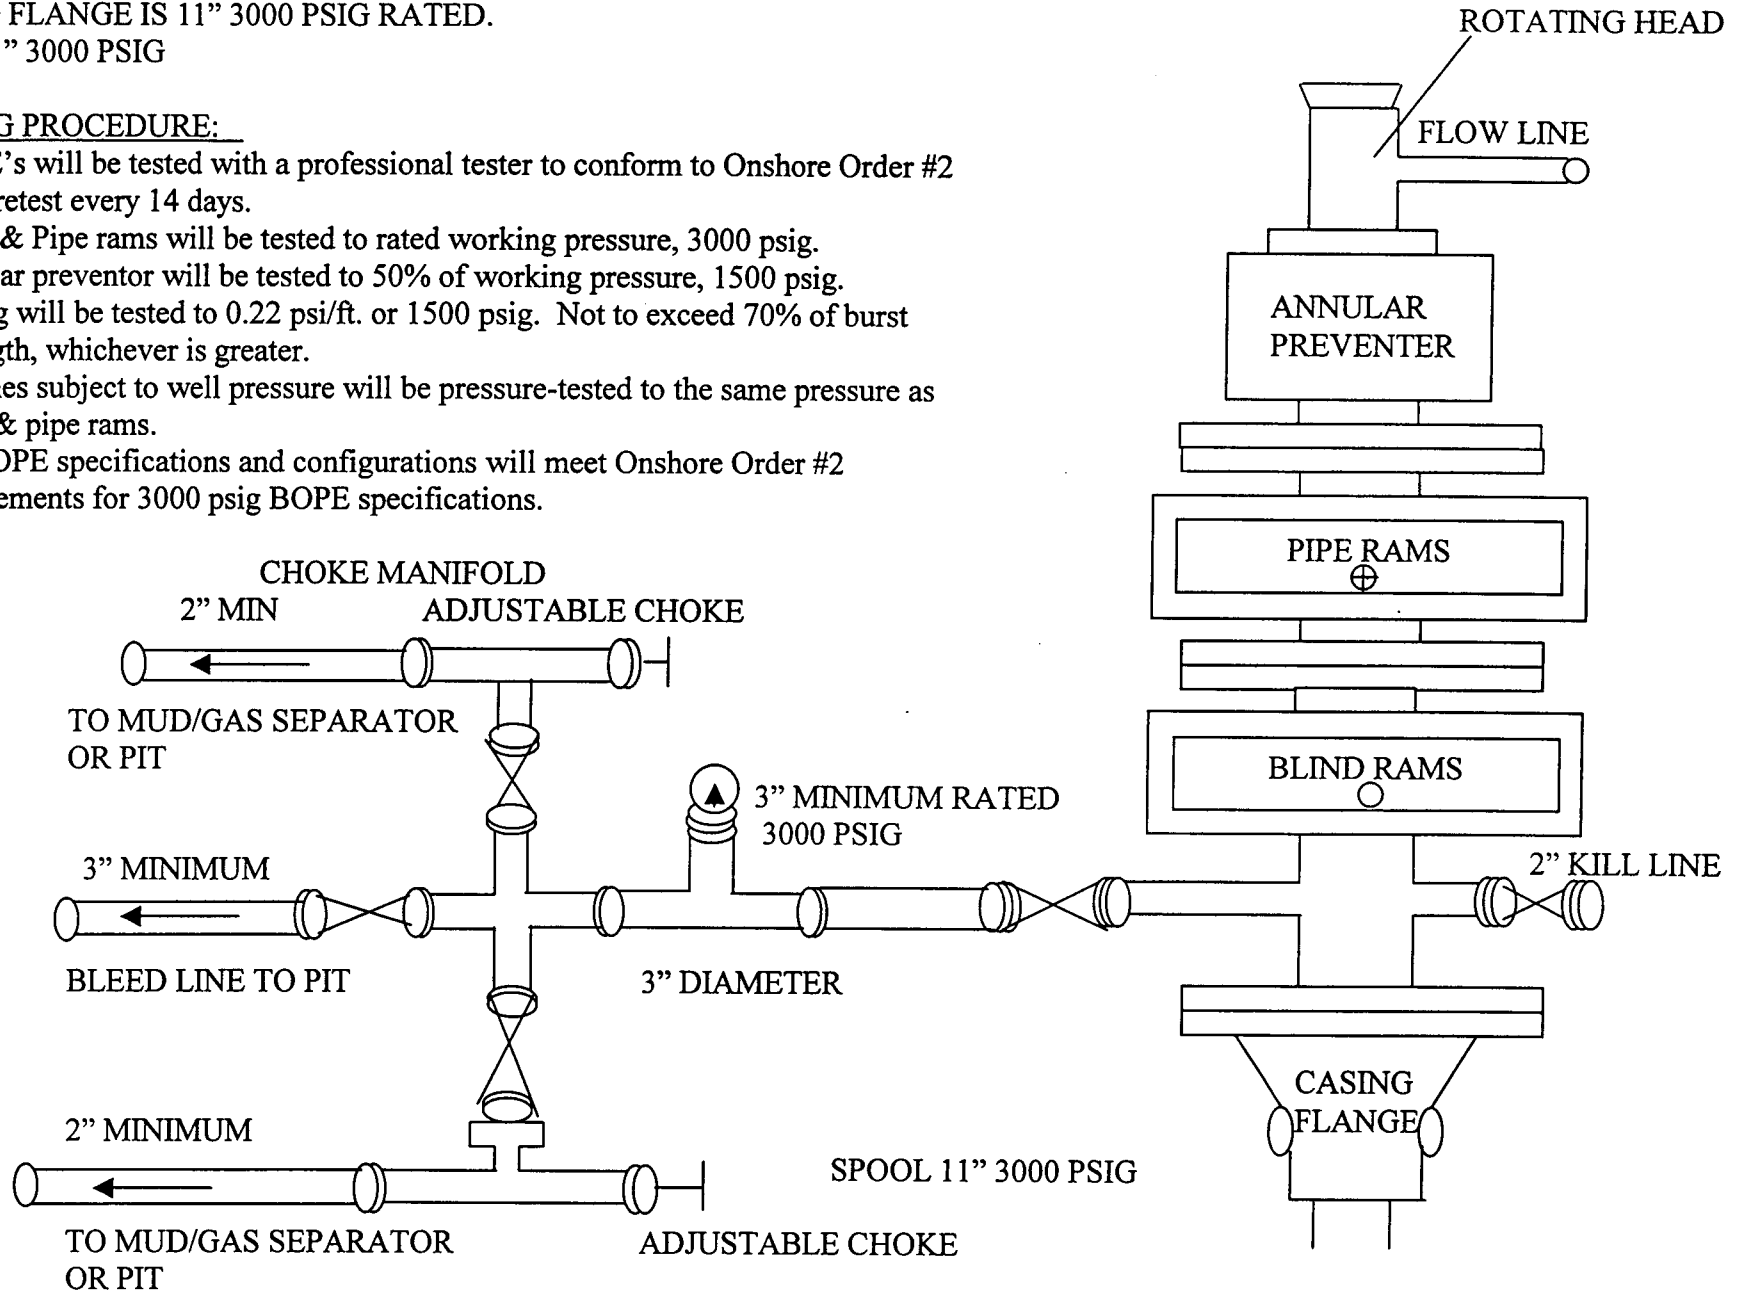 FLANGE IS 11” 3000 PSIG RATED.
” 3000 PSIG
G PROCEDURE:
E’s will be tested with a professional tester to conform to Onshore Order #2
retest every 14 days.
& Pipe rams will be tested to rated working pressure, 3000 psig.
ar preventor will be tested to 50% of working pressure, 1500 psig.
g will be tested to 0.22 psi/ft. or 1500 psig. Not to exceed 70% of burst
gth, whichever is greater.
es subject to well pressure will be pressure-tested to the same pressure as
& pipe rams.
OPE specifications and configurations will meet Onshore Order #2
ements for 3000 psig BOPE specifications.
ROTATING HEAD
FLOW LINE
ANNULAR
PREVENTER
PIPE RAMS
BLIND RAMS
2” KILL LINE
CASING
FLANGE
CHOKE MANIFOLD
2” MIN
ADJUSTABLE CHOKE
TO MUD/GAS SEPARATOR
OR PIT
3” MINIMUM RATED
3000 PSIG
3” MINIMUM
BLEED LINE TO PIT
3” DIAMETER
2” MINIMUM
SPOOL 11” 3000 PSIG
TO MUD/GAS SEPARATOR
OR PIT
ADJUSTABLE CHOKE